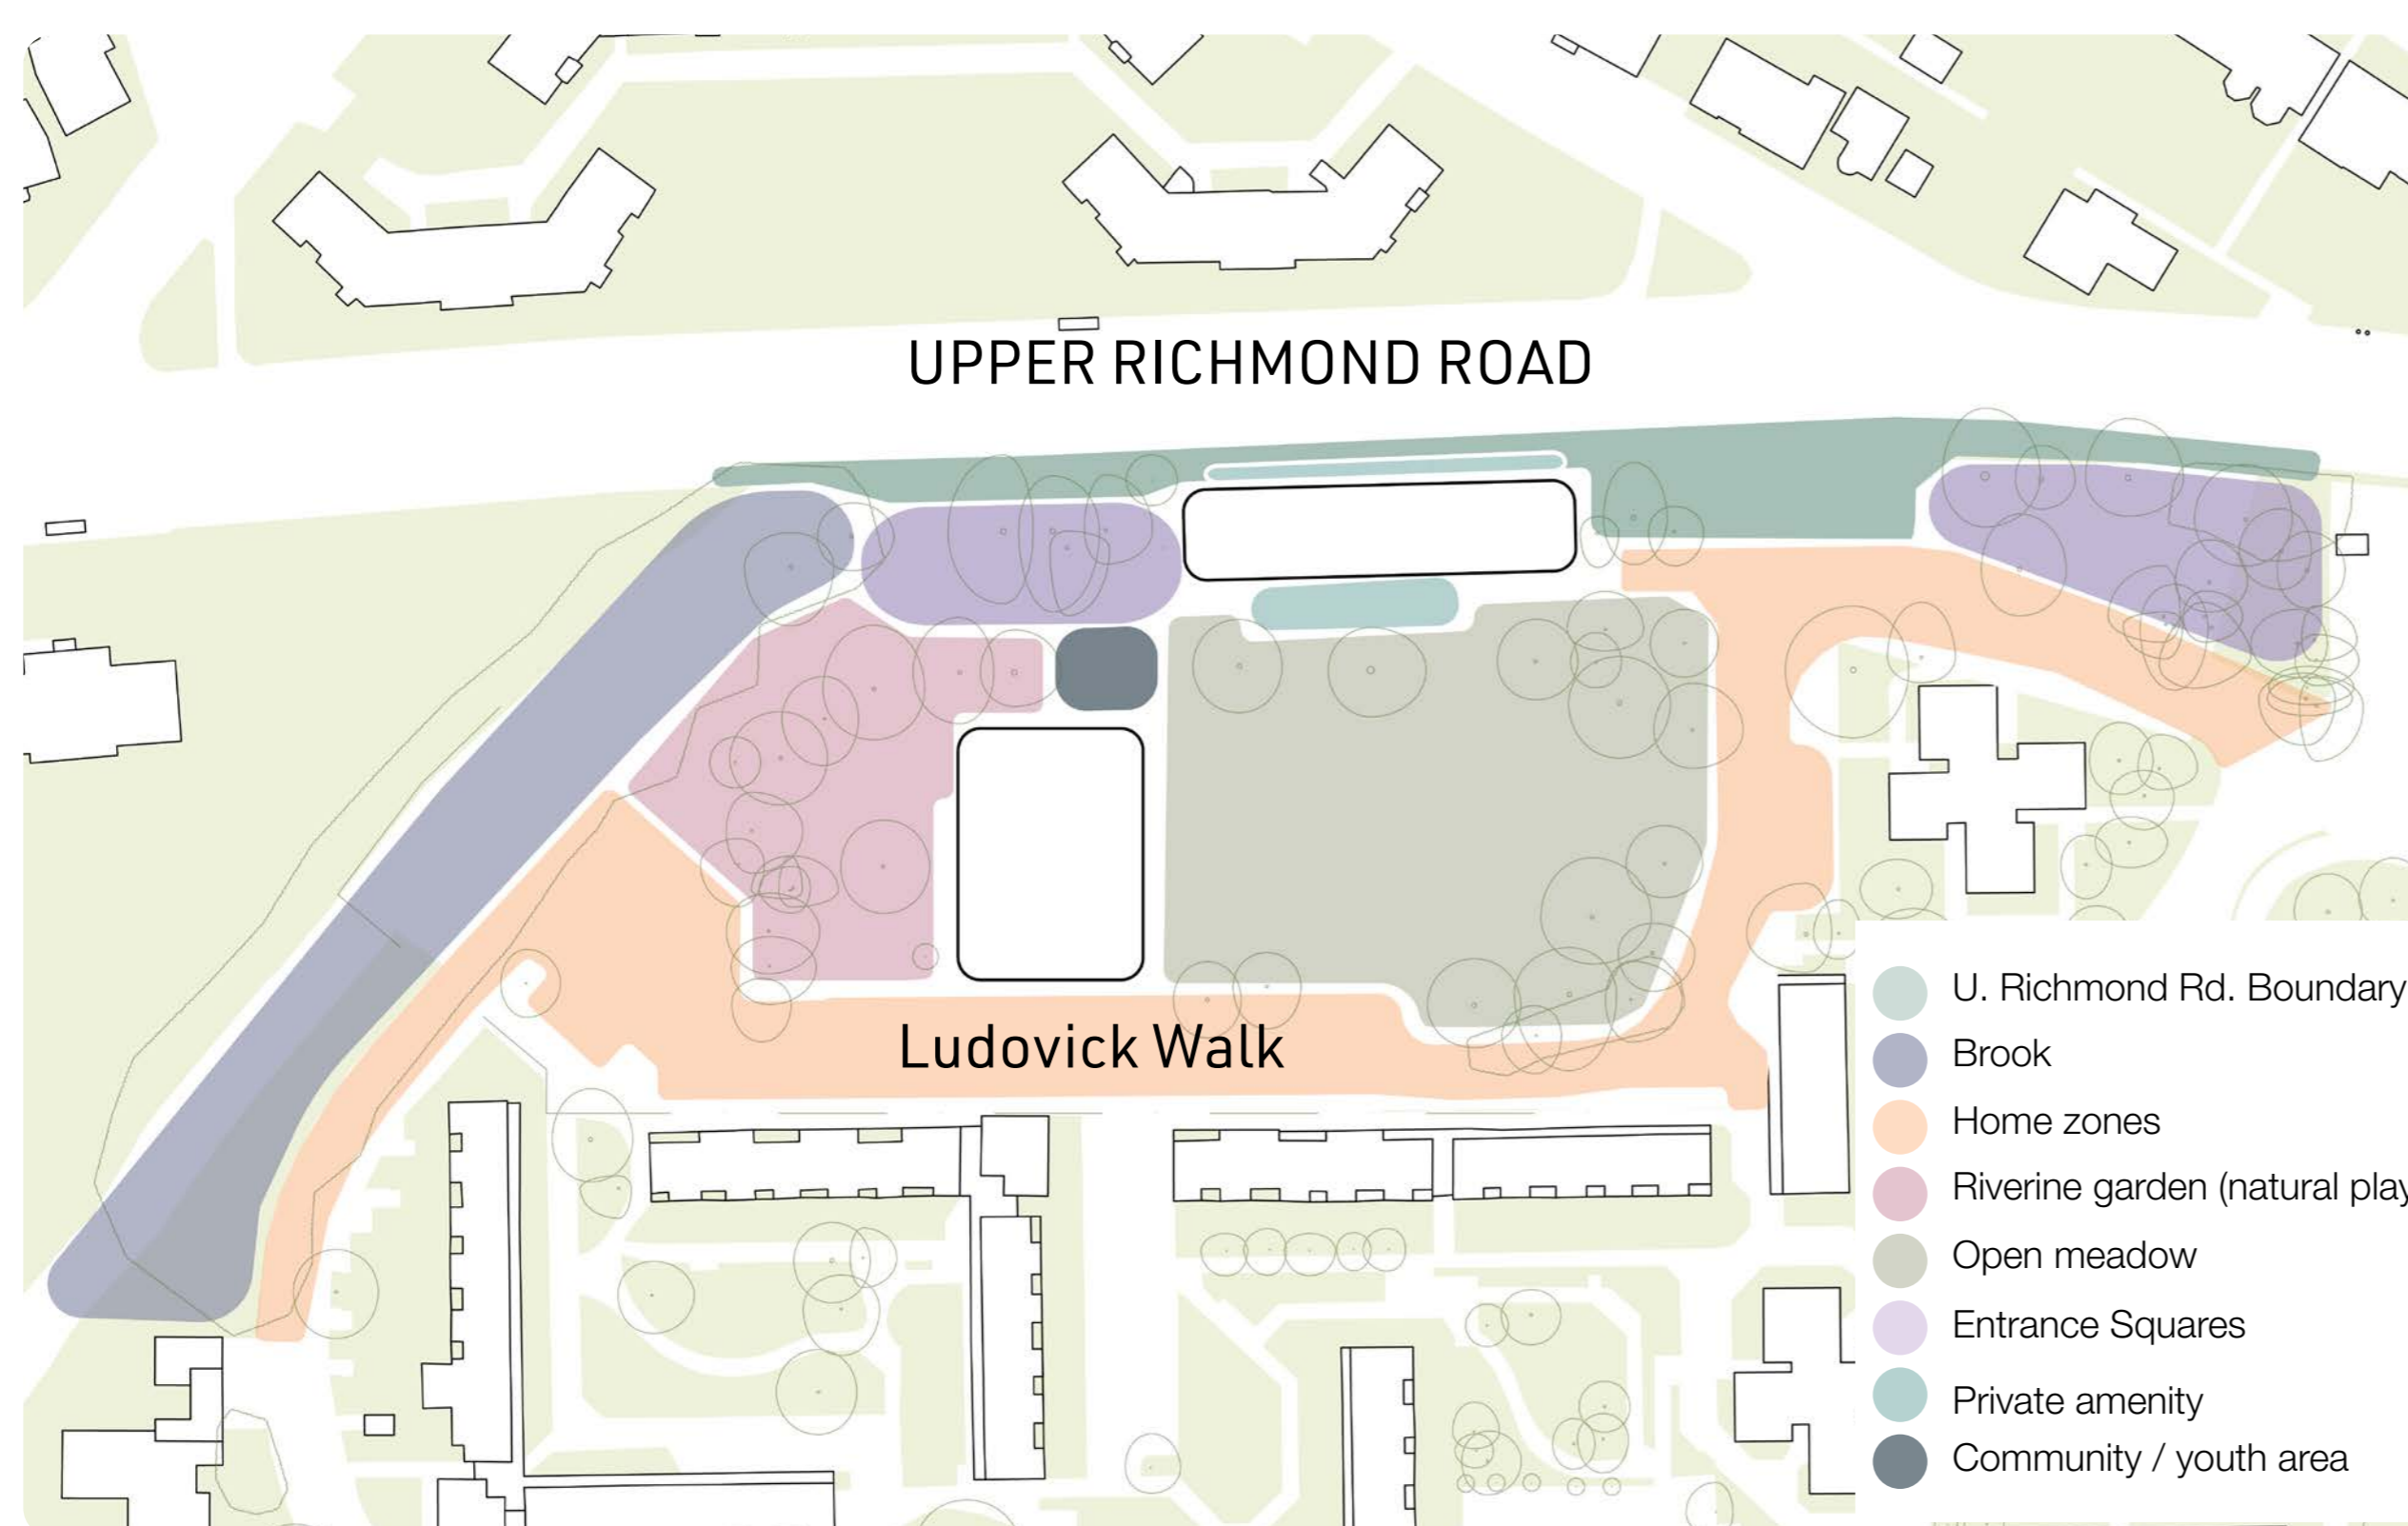 UPPER RICHMOND ROAD
Ludovick Walk
U. Richmond Rd. Boundary
Brook
Home zones
Riverine garden (natural play
Open meadow
Entrance Squares
Private amenity
Community / youth area